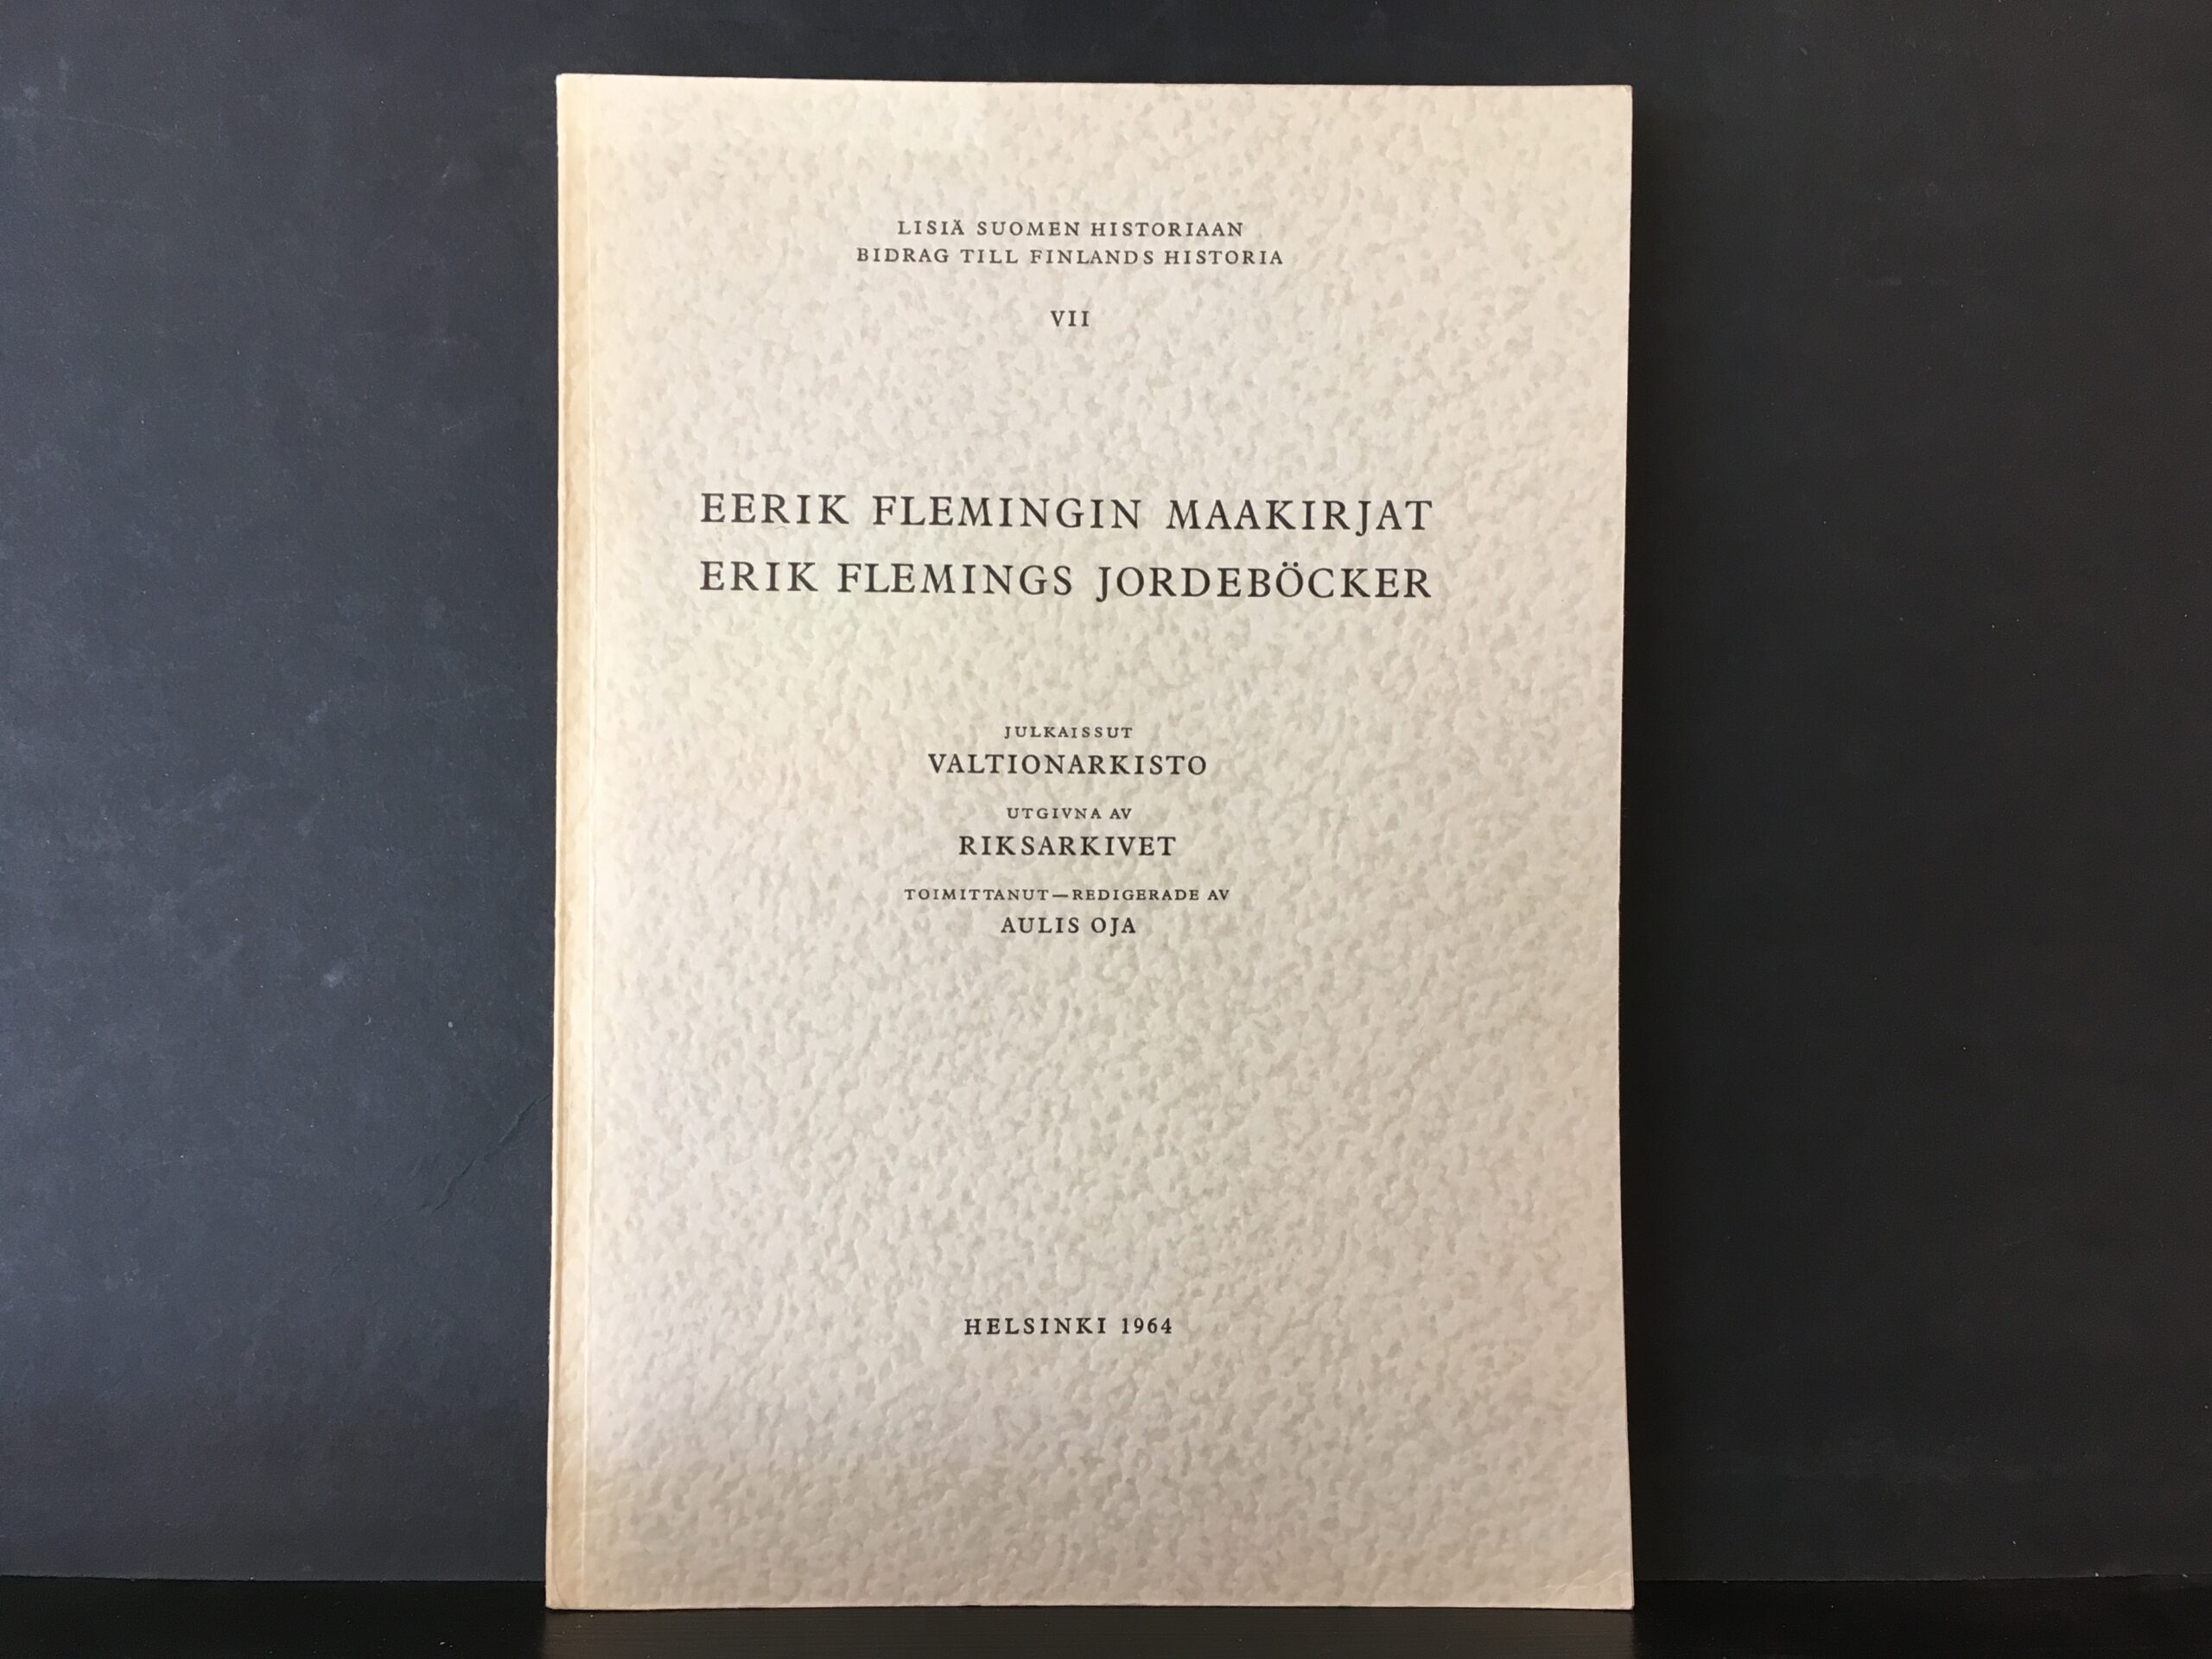 LISIÄ SUOMEN HISTORIAAN
BIDRAG TILL FINLANDS HISTORIA
VII
EERIK FLEMINGIN MAAKIRJAT
ERIK FLEMINGS JORDEBÖCKER
JULKAISSUT
VALTIONARKISTO
UTGIVNA AV
RIKSARKIVET
TOIMITTANUT—REDIGERADE AV
AULIS OJA
HELSINKI 1964